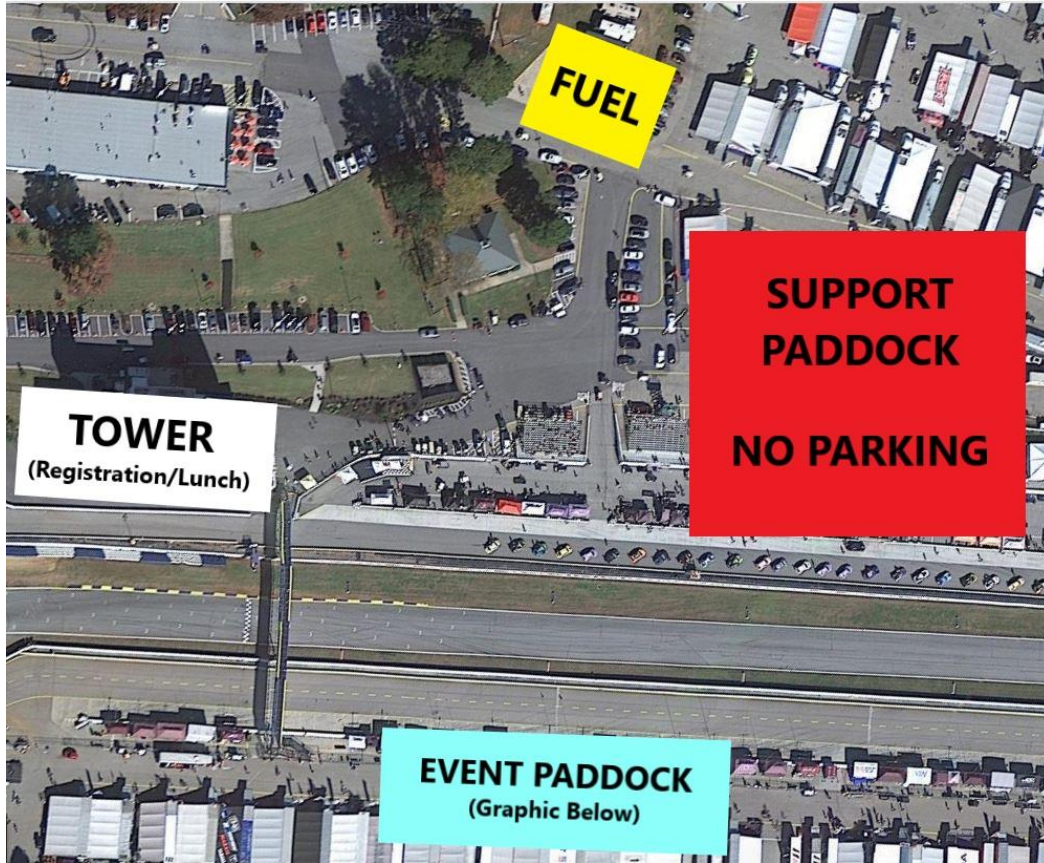 FUEL
SUPPORT
PADDOCK
NO PARKING
TOWER
(Registration/Lunch)
EVENT PADDOCK
(Graphic Below)